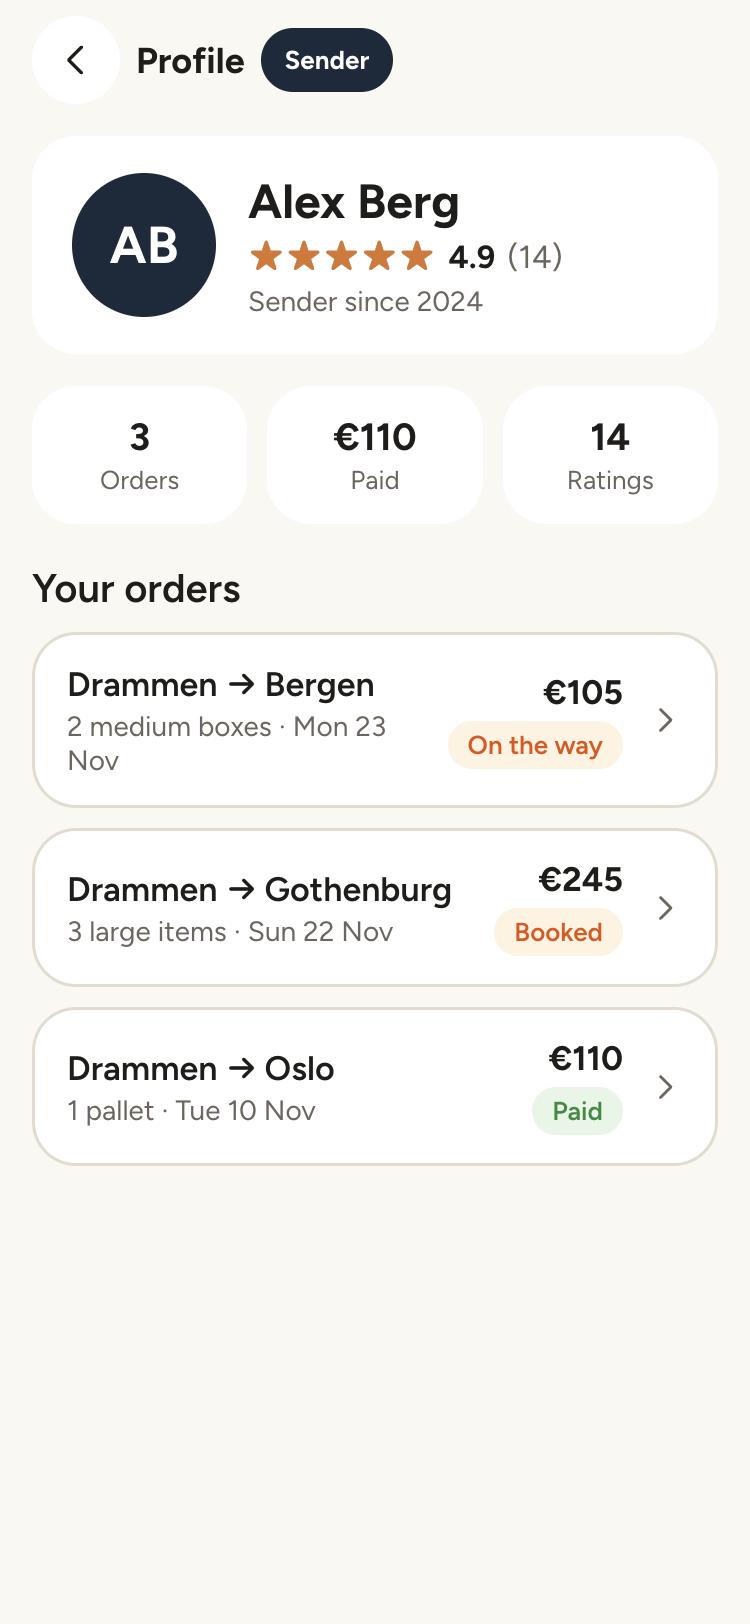 Profile
Sender
AB
Alex Berg
4.9 (14)
Sender since 2024
3
Orders
€110
Paid
14
Ratings
Your orders
Drammen → Bergen
2 medium boxes · Mon 23
Nov
€105
On the way
Drammen → Gothenburg
3 large items · Sun 22 Nov
€245
Booked
Drammen → Oslo
1 pallet · Tue 10 Nov
€110
Paid